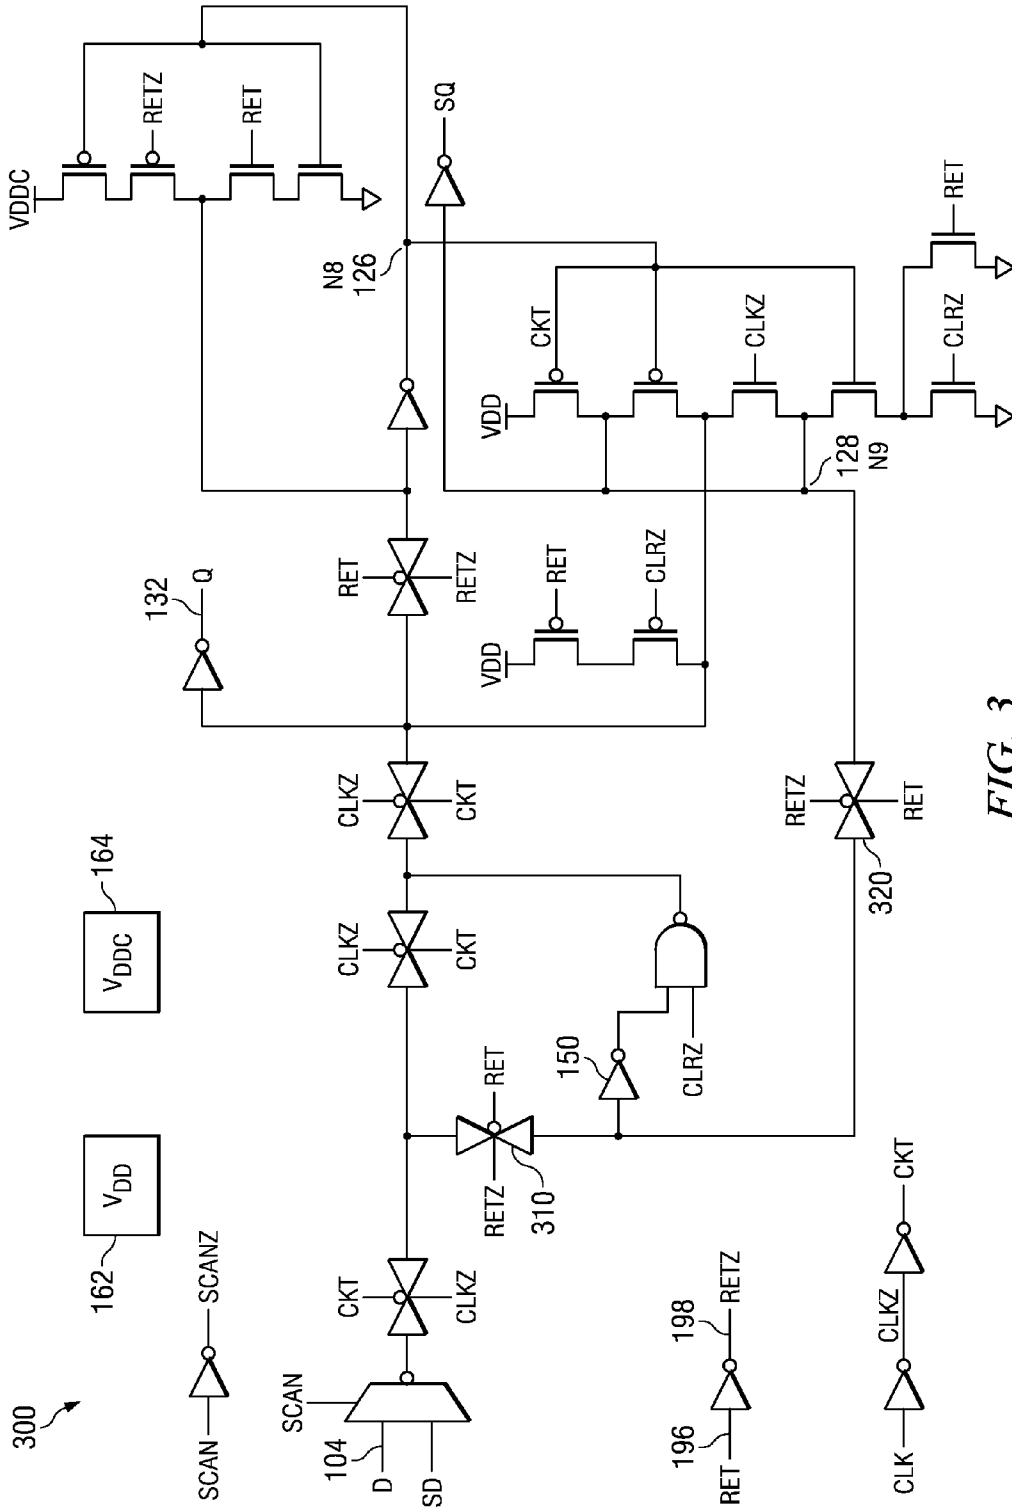 300
SCAN
SCANZ
162
VDD
VDDC
164
132
Q
VDDC
RETZ
RET
SCAN
104
D
SD
CKT
CLKZ
CLKZ
CKT
CLKZ
CKT
RET
RETZ
N8
126
SQ
RETZ
RET
310
150
CLRZ
VDD
RET
CLRZ
VDD
CKT
CLKZ
128
N9
RET
CLRZ
RETZ
RET
320
RET
196
198
RETZ
CLK
CLKZ
CKT
FIG. 3